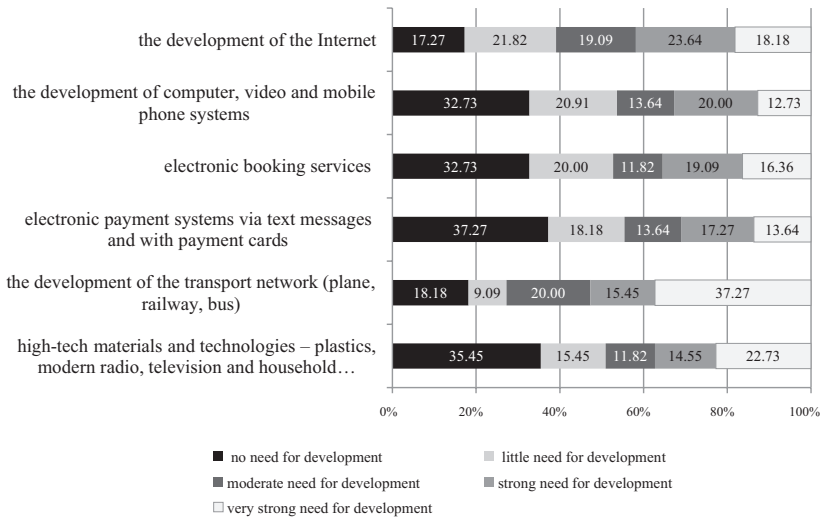 the development of the Internet
17.27 21.82 19.09 23.64 18.18
the development of computer, video and mobile
phone systems
32.73 20.91 13.64 20.00 12.73
electronic booking services
32.73 20.00 11.82 19.09 16.36
electronic payment systems via text messages
and with payment cards
37.27 18.18 13.64 17.27 13.64
the development of the transport network (plane,
railway, bus)
18.18 9.09 20.00 15.45 37.27
high-tech materials and technologies – plastics,
modern radio, television and household…
35.45 15.45 11.82 14.55 22.73
0% 20% 40% 60% 80% 100%
no need for development little need for development
moderate need for development strong need for development
very strong need for development